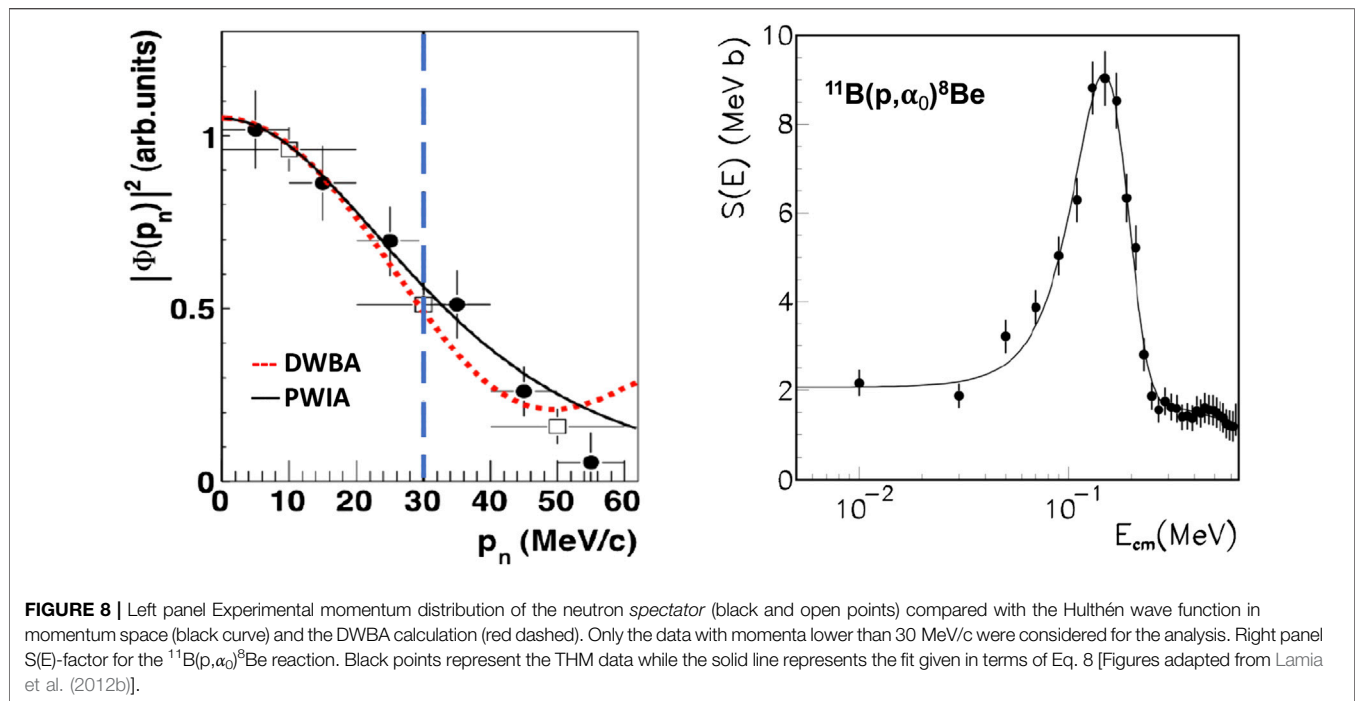 |Φ(pₙ)|² (arb.units)
1
0.5
0
DWBA
PWIA
0 10 20 30 40 50 60
pₙ (MeV/c)
S(E) (MeV b)
10
8
6
4
2
0
¹¹B(p,α₀)⁸Be
10⁻² 10⁻¹
E_cm(MeV)
FIGURE 8 | Left panel Experimental momentum distribution of the neutron spectator (black and open points) compared with the Hulthén wave function in
momentum space (black curve) and the DWBA calculation (red dashed). Only the data with momenta lower than 30 MeV/c were considered for the analysis. Right panel
S(E)-factor for the ¹¹B(p,α₀)⁸Be reaction. Black points represent the THM data while the solid line represents the fit given in terms of Eq. 8 [Figures adapted from Lamia
et al. (2012b)].